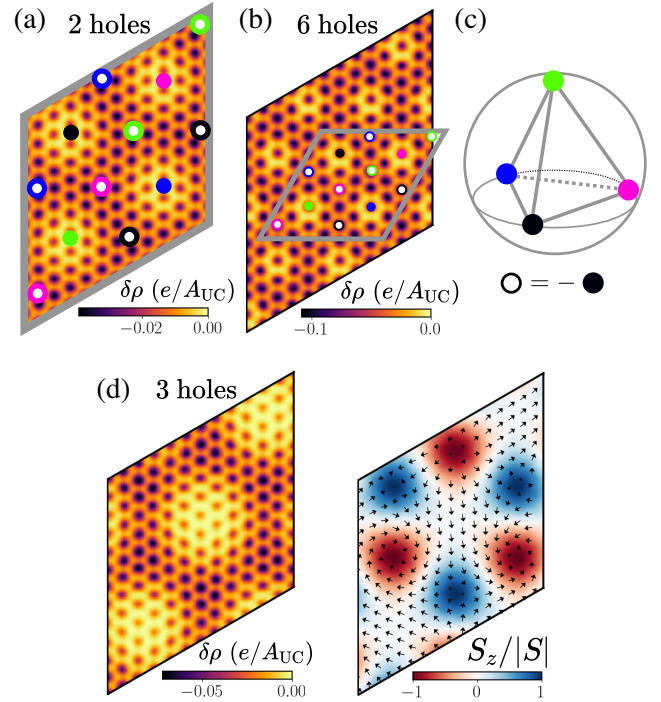 (a) 2 holes
(b) 6 holes
(c)
δρ (e/A_UC)
−0.02 0.00
δρ (e/A_UC)
−0.1 0.0
= −
(d) 3 holes
δρ (e/A_UC)
−0.05 0.00
S_z/|S|
−1 0 1